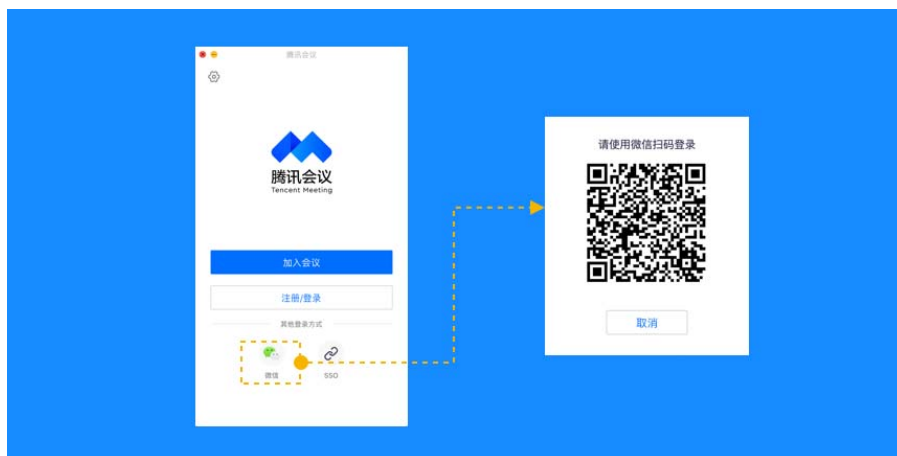 腾讯会议
腾讯会议
Tencent Meeting
加入会议
注册/登录
其他登录方式
微信
SSO
请使用微信扫码登录
取消